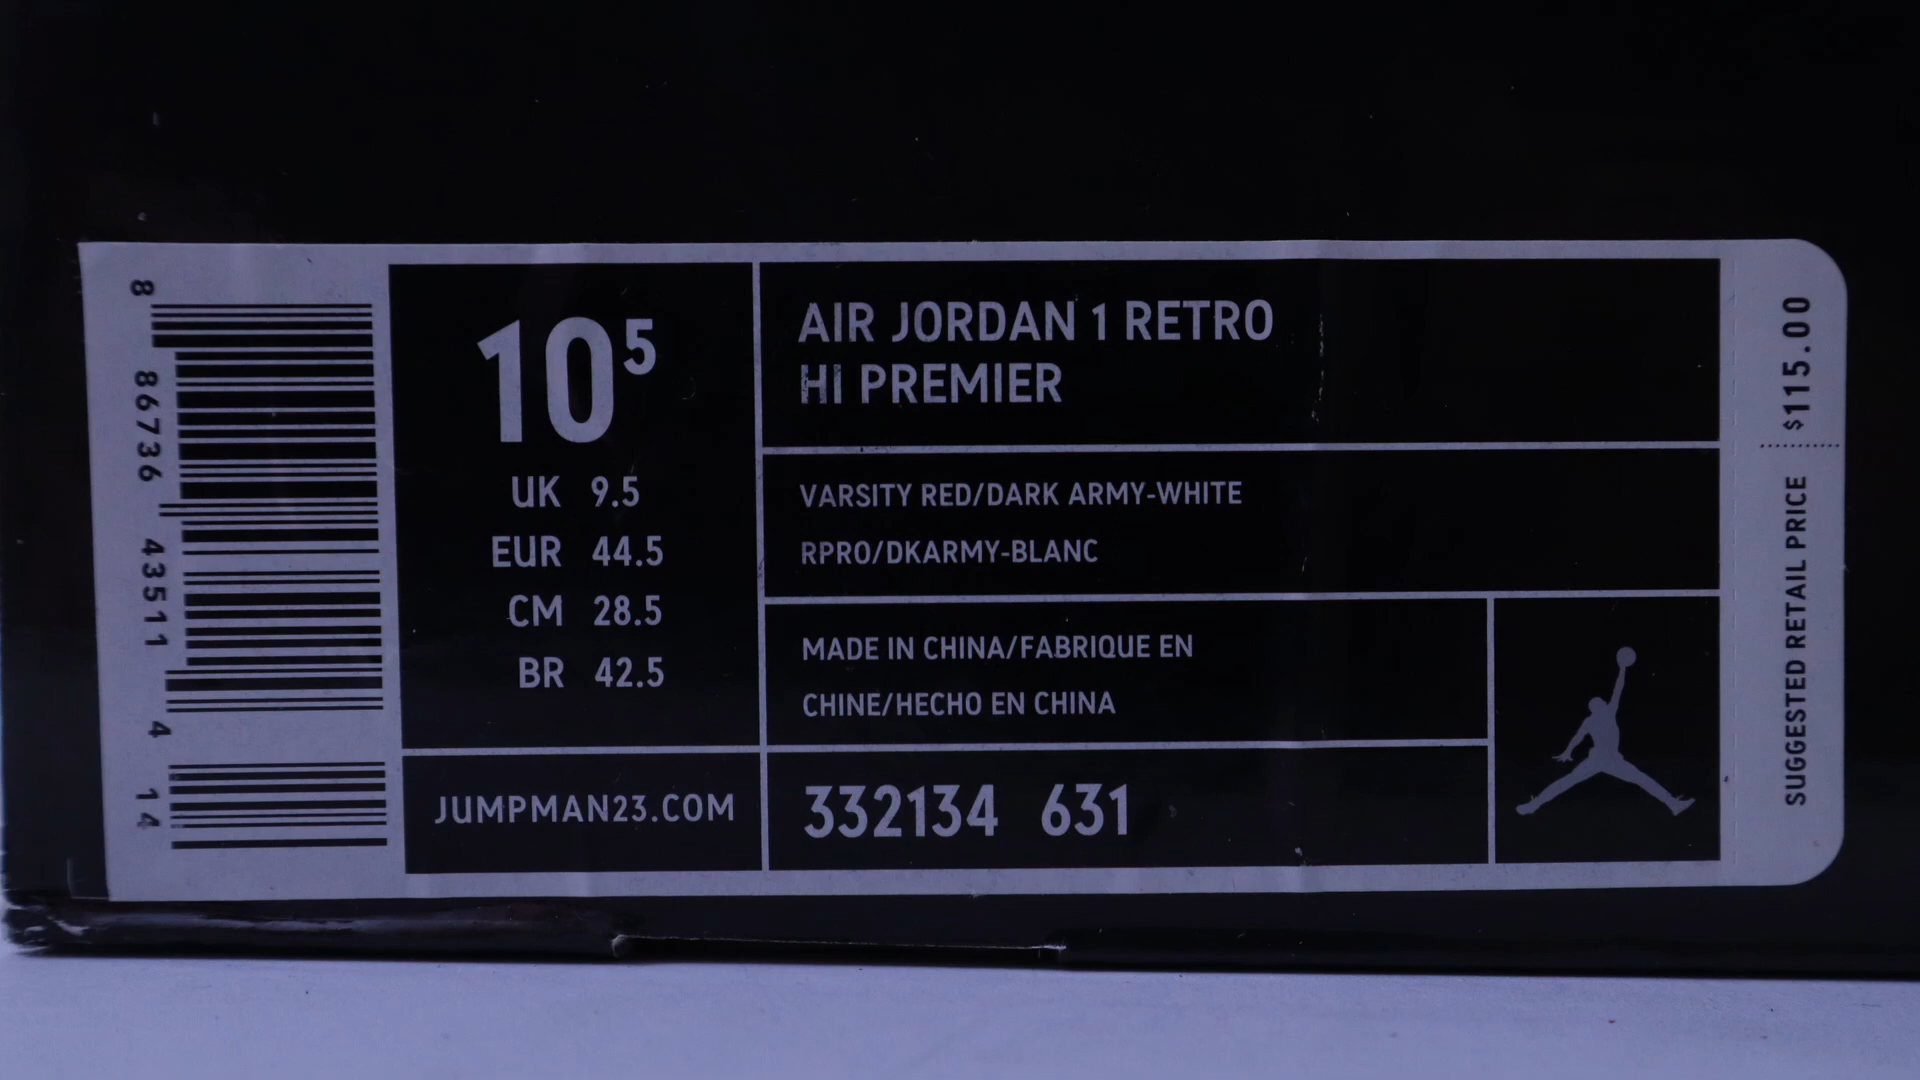 8 86736 43511 4 14
10 5
UK 9.5
EUR 44.5
CM 28.5
BR 42.5
JUMPMAN23.COM
AIR JORDAN 1 RETRO
HI PREMIER
VARSITY RED/DARK ARMY-WHITE
RPRO/DKARMY-BLANC
MADE IN CHINA/FABRIQUE EN
CHINE/HECHO EN CHINA
332134 631
SUGGESTED RETAIL PRICE $115.00